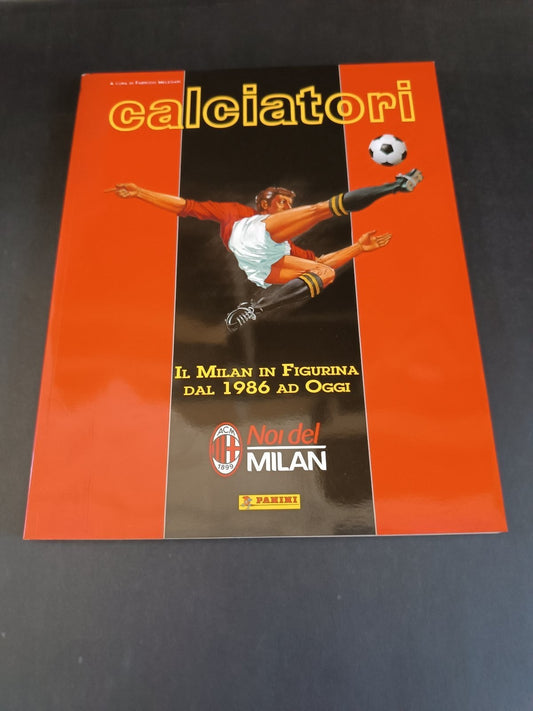 A CURA DI FABRIZIO MELEGARI
calciatori
IL MILAN IN FIGURINA
DAL 1986 AD OGGI
ACM
1899
Noi del
MILAN
PANINI